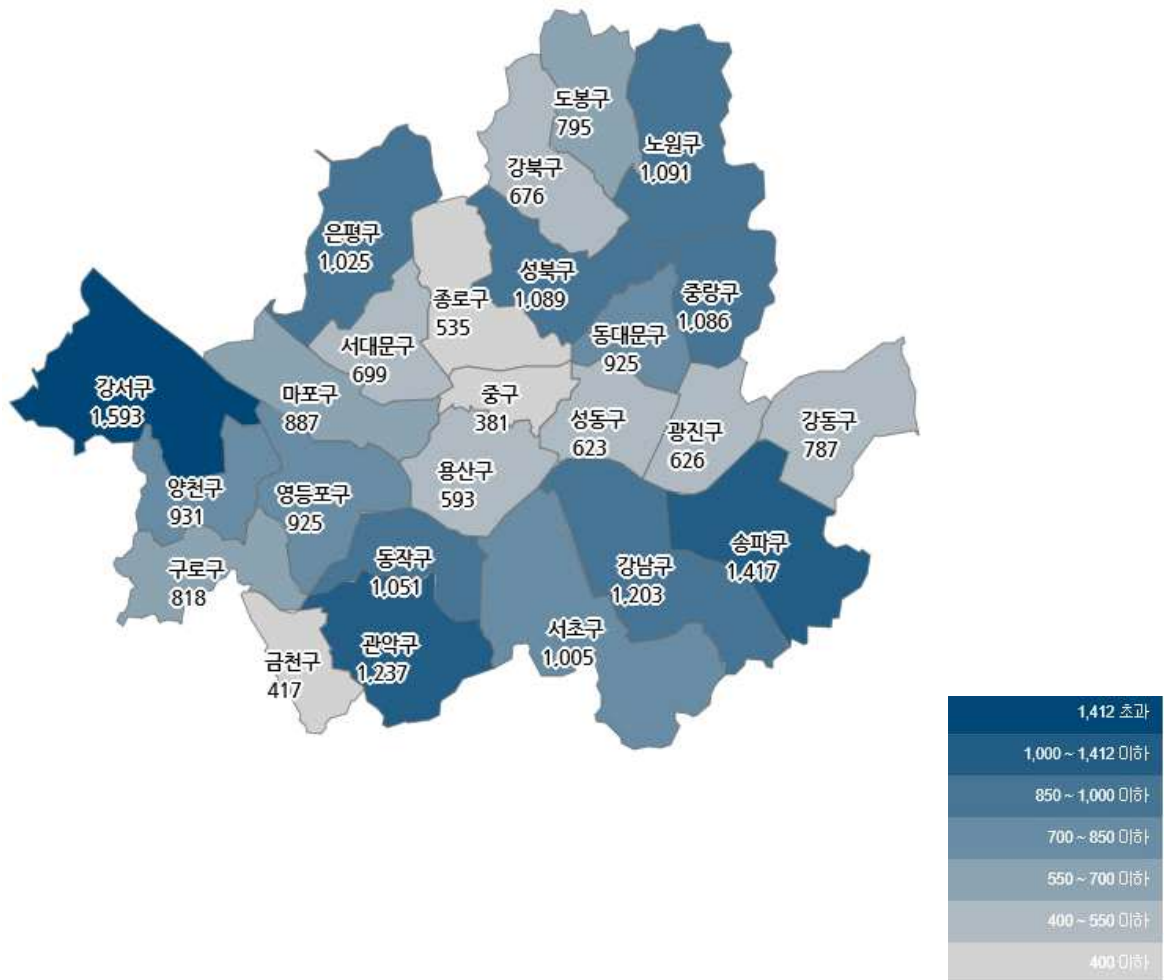 도봉구
795
노원구
1,091
강북구
676
은평구
1,025
성북구
1,089
중랑구
1,086
종로구
535
동대문구
925
서대문구
699
강서구
1,593
마포구
887
중구
381
성동구
623
광진구
626
강동구
787
용산구
593
양천구
931
영등포구
925
송파구
1,417
동작구
1,051
강남구
1,203
구로구
818
서초구
1,005
관악구
1,237
금천구
417
1,412 초과
1,000 ~ 1,412 이하
850 ~ 1,000 이하
700 ~ 850 이하
550 ~ 700 이하
400 ~ 550 이하
400 이하